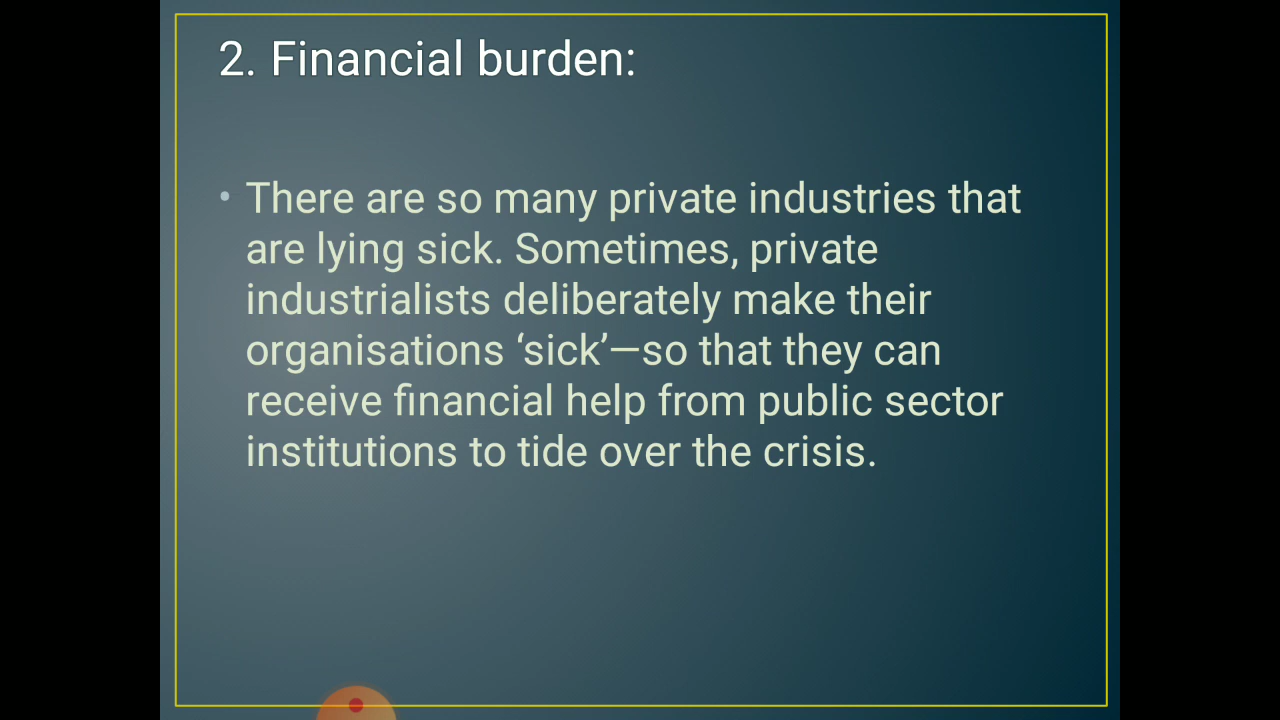 2. Financial burden:
• There are so many private industries that
are lying sick. Sometimes, private
industrialists deliberately make their
organisations ‘sick’—so that they can
receive financial help from public sector
institutions to tide over the crisis.